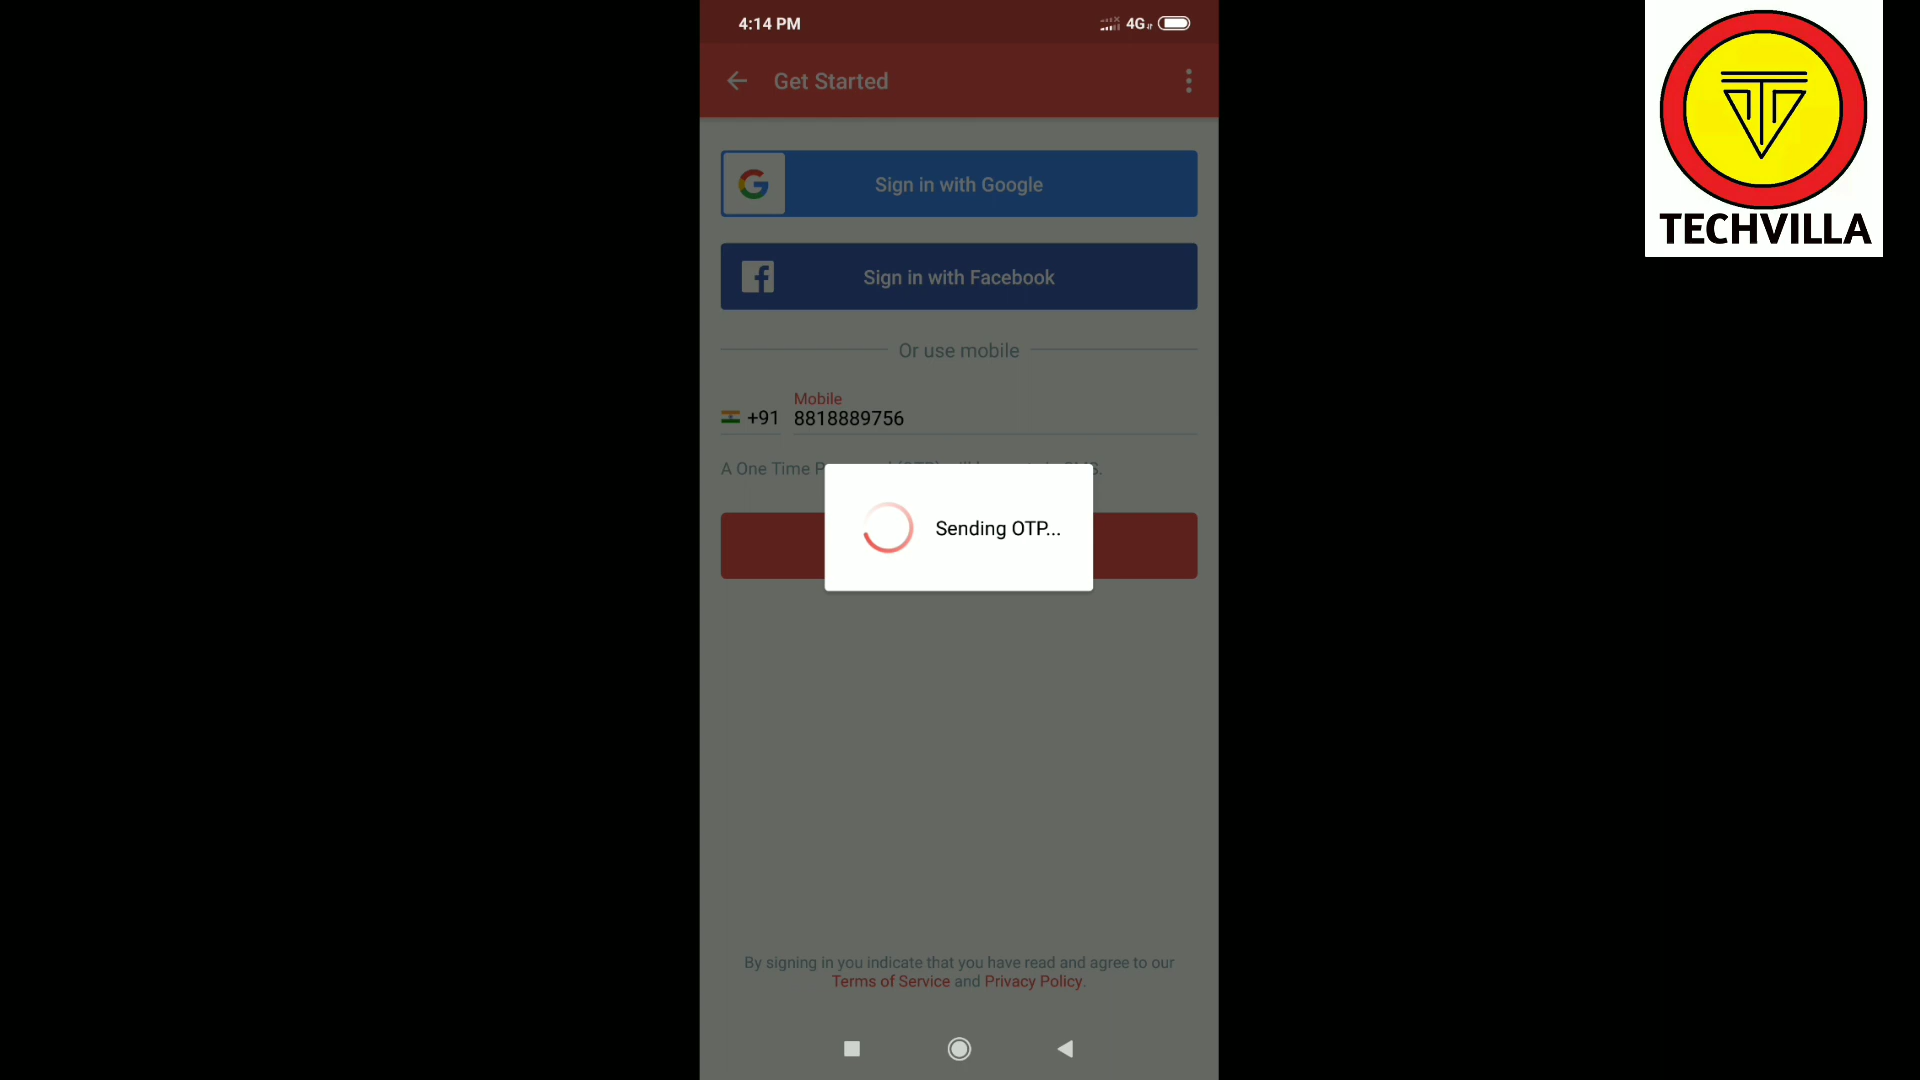 4:14 PM
4G
Get Started
Sign in with Google
Sign in with Facebook
Or use mobile
Mobile
+91 8818889756
A One Time
Sending OTP...
By signing in you indicate that you have read and agree to our
Terms of Service and Privacy Policy.
TECHVILLA